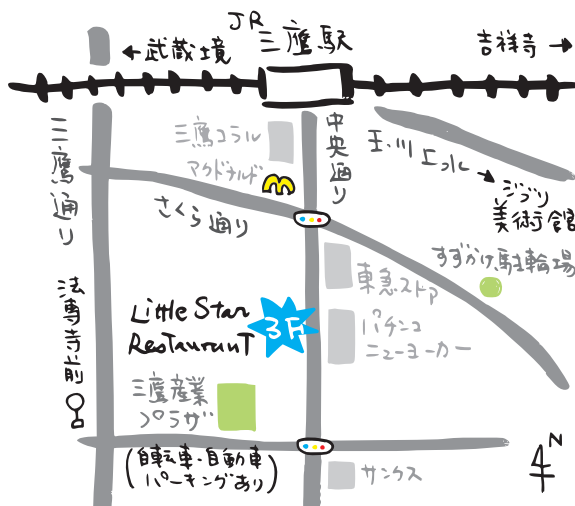 JR
三鷹駅
←武蔵境
吉祥寺→
三鷹通り
三鷹コラル
マクドナルド
中央通り
玉川上水
ジブリ
美術館
さくら通り
すずかけ駐輪場
東急ストア
法専寺前
Little Star
Restaurant
3F
パチンコ
ニューヨーカー
三鷹産業
プラザ
(自転車・自動車
パーキングあり)
サンクス
N